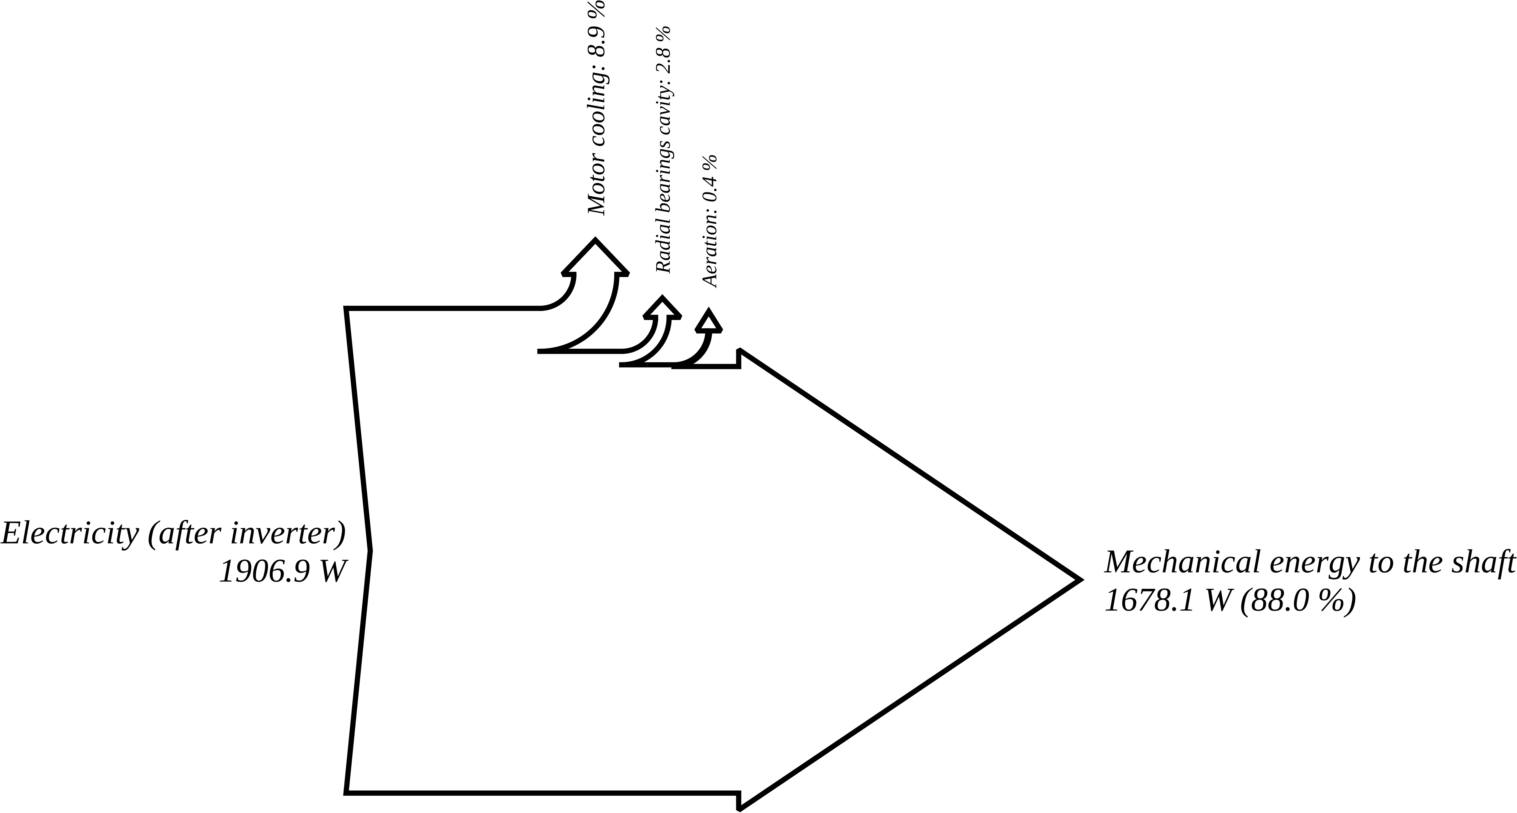 Motor cooling: 8.9 %
Radial bearings cavity: 2.8 %
Aeration: 0.4 %
Electricity (after inverter)
1906.9 W
Mechanical energy to the shaft
1678.1 W (88.0 %)